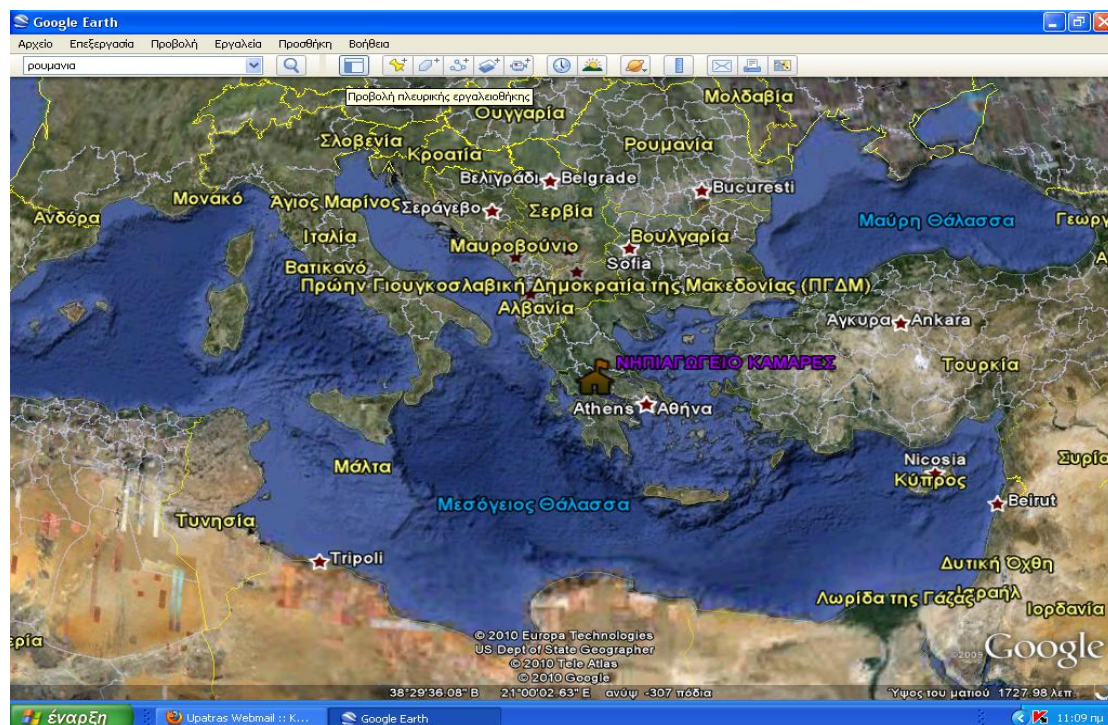 Google Earth
Αρχείο Επεξεργασία Προβολή Εργαλεία Προσθήκη Βοήθεια
ρουμανια
Προβολή πλευρικής εργαλειοθήκης
Μολδαβία
Ουγγαρία
Σλοβενία
Κροατία
Ρουμανία
Βελιγράδι Belgrade
Bucuresti
Μονακό
Άγιος Μαρίνος
Σεράγεβο
Σερβία
Ανδόρα
Μαύρη Θάλασσα
Γεωργ
Ιταλία
Μαυροβούνιο
Βουλγαρία
Sofia
Α
Βατικανό
Πρώην Γιουγκοσλαβική Δημοκρατία της Μακεδονίας (ΠΓΔΜ)
Αλβανία
Άγκυρα Ankara
ΝΗΠΙΑΓΩΓΕΙΟ ΚΑΜΑΡΕΣ
Τουρκία
Athens Αθήνα
Μάλτα
Nicosia
Κύπρος
Συρία
Μεσόγειος Θάλασσα
Beirut
Τυνησία
Tripoli
Δυτική Όχθη
Λωρίδα της Γάζας
Ισραήλ
Ιορδανία
ερία
© 2010 Europa Technologies
US Dept of State Geographer
© 2010 Tele Atlas
© 2010 Google
©2009 Google
38°29'36.08" Β 21°00'02.63" Ε ανύψ -307 πόδια
Ύψος του ματιού 1727.98 λεπ
έναρξη
Upatras Webmail :: Κ...
Google Earth
11:09 πμ